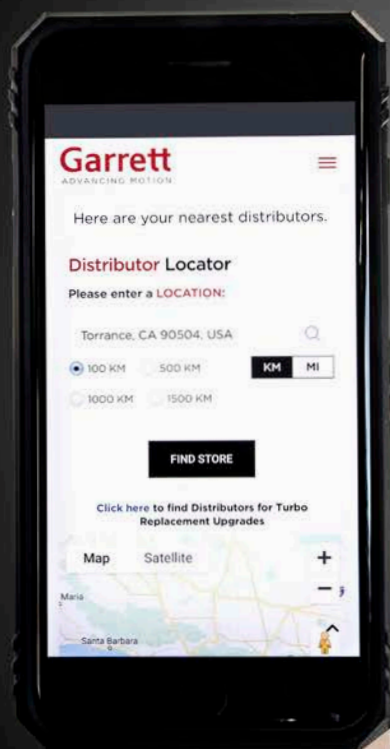 Garrett
ADVANCING MOTION
Here are your nearest distributors.
Distributor Locator
Please enter a LOCATION:
Torrance, CA 90504, USA
100 KM 500 KM KM MI
1000 KM 1500 KM
FIND STORE
Click here to find Distributors for Turbo
Replacement Upgrades
Map Satellite +
−
Maria
Santa Barbara